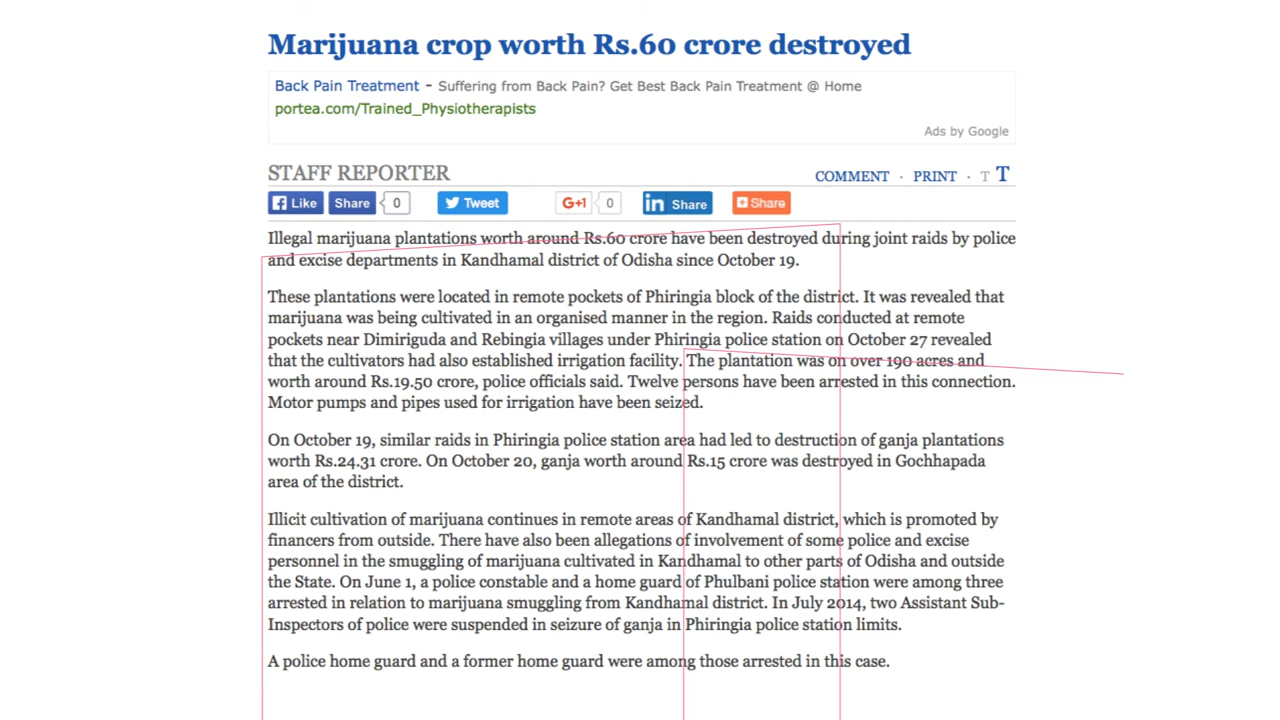 Marijuana crop worth Rs.60 crore destroyed
Back Pain Treatment - Suffering from Back Pain? Get Best Back Pain Treatment @ Home
portea.com/Trained_Physiotherapists
Ads by Google
STAFF REPORTER
COMMENT · PRINT · T T
Like Share 0 Tweet G+1 0 in Share Share
Illegal marijuana plantations worth around Rs.60 crore have been destroyed during joint raids by police
and excise departments in Kandhamal district of Odisha since October 19.
These plantations were located in remote pockets of Phiringia block of the district. It was revealed that
marijuana was being cultivated in an organised manner in the region. Raids conducted at remote
pockets near Dimiriguda and Rebingia villages under Phiringia police station on October 27 revealed
that the cultivators had also established irrigation facility. The plantation was on over 190 acres and
worth around Rs.19.50 crore, police officials said. Twelve persons have been arrested in this connection.
Motor pumps and pipes used for irrigation have been seized.
On October 19, similar raids in Phiringia police station area had led to destruction of ganja plantations
worth Rs.24.31 crore. On October 20, ganja worth around Rs.15 crore was destroyed in Gochhapada
area of the district.
Illicit cultivation of marijuana continues in remote areas of Kandhamal district, which is promoted by
financers from outside. There have also been allegations of involvement of some police and excise
personnel in the smuggling of marijuana cultivated in Kandhamal to other parts of Odisha and outside
the State. On June 1, a police constable and a home guard of Phulbani police station were among three
arrested in relation to marijuana smuggling from Kandhamal district. In July 2014, two Assistant Sub-
Inspectors of police were suspended in seizure of ganja in Phiringia police station limits.
A police home guard and a former home guard were among those arrested in this case.